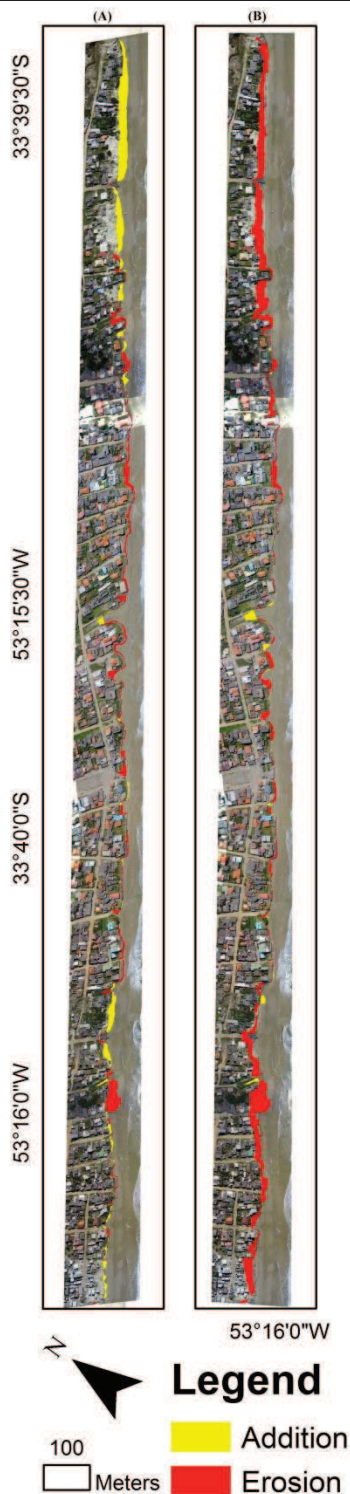 (A)
(B)
33°39'30"S
53°15'30"W
33°40'0"S
53°16'0"W
53°16'0"W
N
Legend
100
Meters
Addition
Erosion